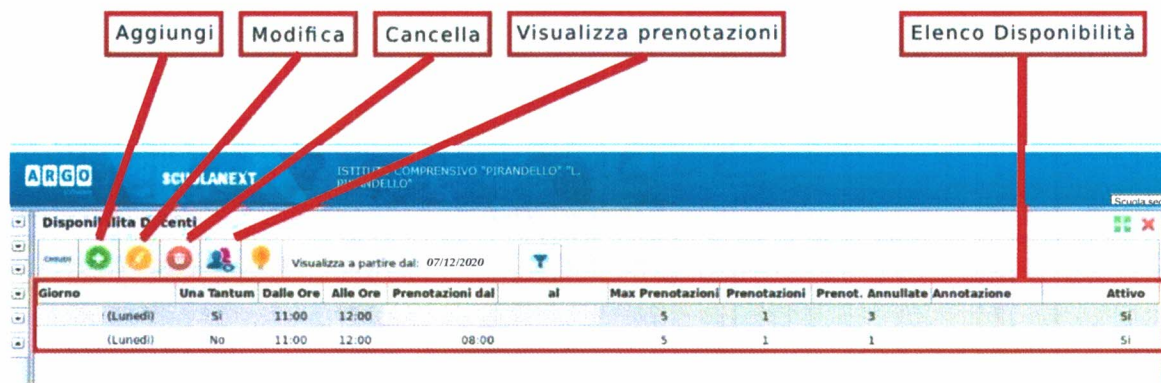 Aggiungi Modifica Cancella Visualizza prenotazioni Elenco Disponibilità
ARGO SCUOLANEXT ISTITUTO COMPRENSIVO "PIRANDELLO" "L.
PIRANDELLO"
Scuola sec
Disponibilita Docenti
CHIUDI Visualizza a partire dal: 07/12/2020
Giorno Una Tantum Dalle Ore Alle Ore Prenotazioni dal al Max Prenotazioni Prenotazioni Prenot. Annullate Annotazione Attivo
(Lunedì) Si 11:00 12:00 5 1 3 Si
(Lunedì) No 11:00 12:00 08:00 5 1 1 Si